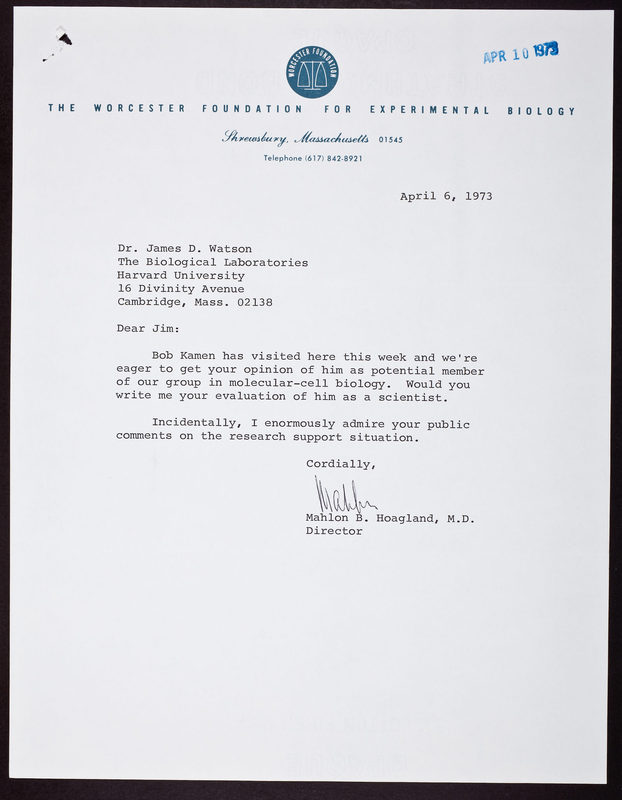 APR 10 1973
WORCESTER FOUNDATION
THE WORCESTER FOUNDATION FOR EXPERIMENTAL BIOLOGY
Shrewsbury, Massachusetts 01545
Telephone (617) 842-8921
April 6, 1973
Dr. James D. Watson
The Biological Laboratories
Harvard University
16 Divinity Avenue
Cambridge, Mass. 02138
Dear Jim:
Bob Kamen has visited here this week and we're
eager to get your opinion of him as potential member
of our group in molecular-cell biology. Would you
write me your evaluation of him as a scientist.
Incidentally, I enormously admire your public
comments on the research support situation.
Cordially,
Mahlon
Mahlon B. Hoagland, M.D.
Director